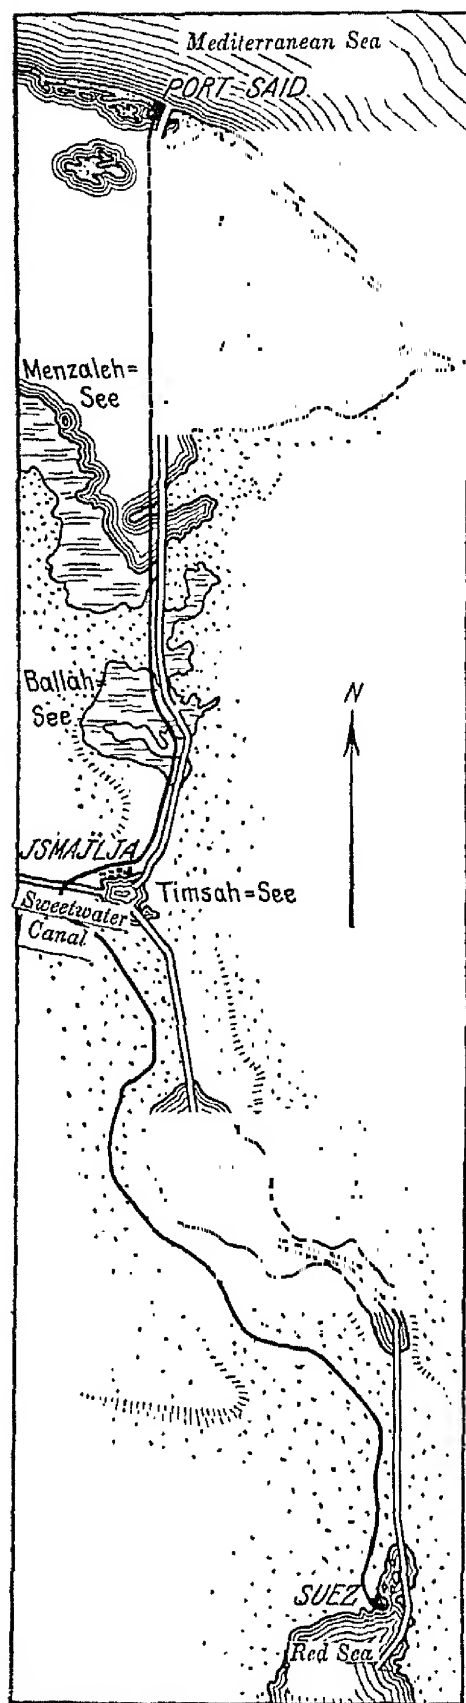 Mediterranean Sea
PORT=SAID.
Menzaleh=
See
Ballah=
See
N
JSMAJLJA
Timsah=See
Sweetwater
Canal
SUEZ
Red Sea